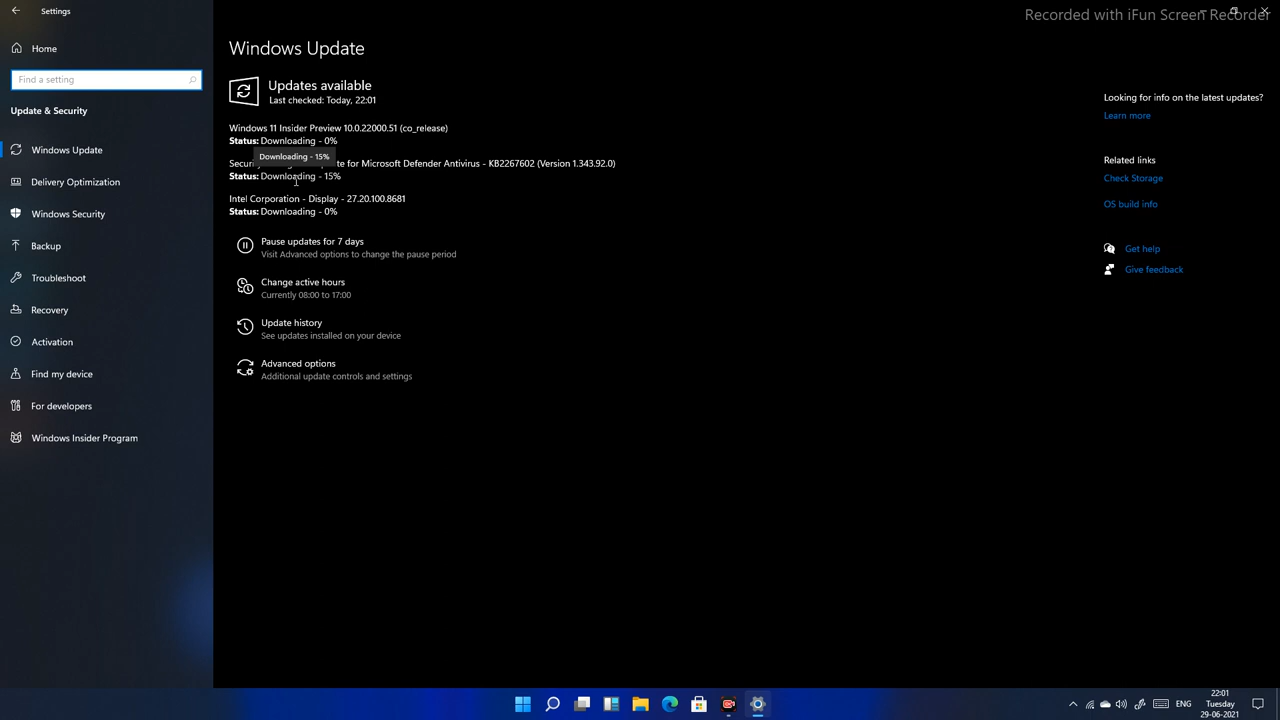 Settings
Recorded with iFun Screen Recorder
Home
Find a setting
Update & Security
Windows Update
Delivery Optimization
Windows Security
Backup
Troubleshoot
Recovery
Activation
Find my device
For developers
Windows Insider Program
Windows Update
Updates available
Last checked: Today, 22:01
Windows 11 Insider Preview 10.0.22000.51 (co_release)
Status: Downloading - 0%
Downloading - 15%
for Microsoft Defender Antivirus - KB2267602 (Version 1.343.92.0)
Status: Downloading - 15%
Intel Corporation - Display - 27.20.100.8681
Status: Downloading - 0%
Pause updates for 7 days
Visit Advanced options to change the pause period
Change active hours
Currently 08:00 to 17:00
Update history
See updates installed on your device
Advanced options
Additional update controls and settings
Looking for info on the latest updates?
Learn more
Related links
Check Storage
OS build info
Get help
Give feedback
ENG
22:01
Tuesday
29-06-2021